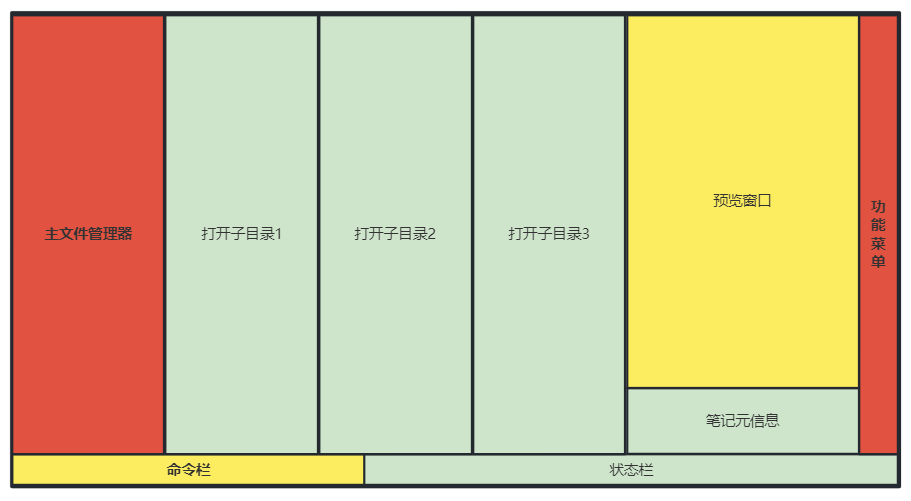 主文件管理器
打开子目录1
打开子目录2
打开子目录3
预览窗口
功能菜单
笔记元信息
命令栏
状态栏